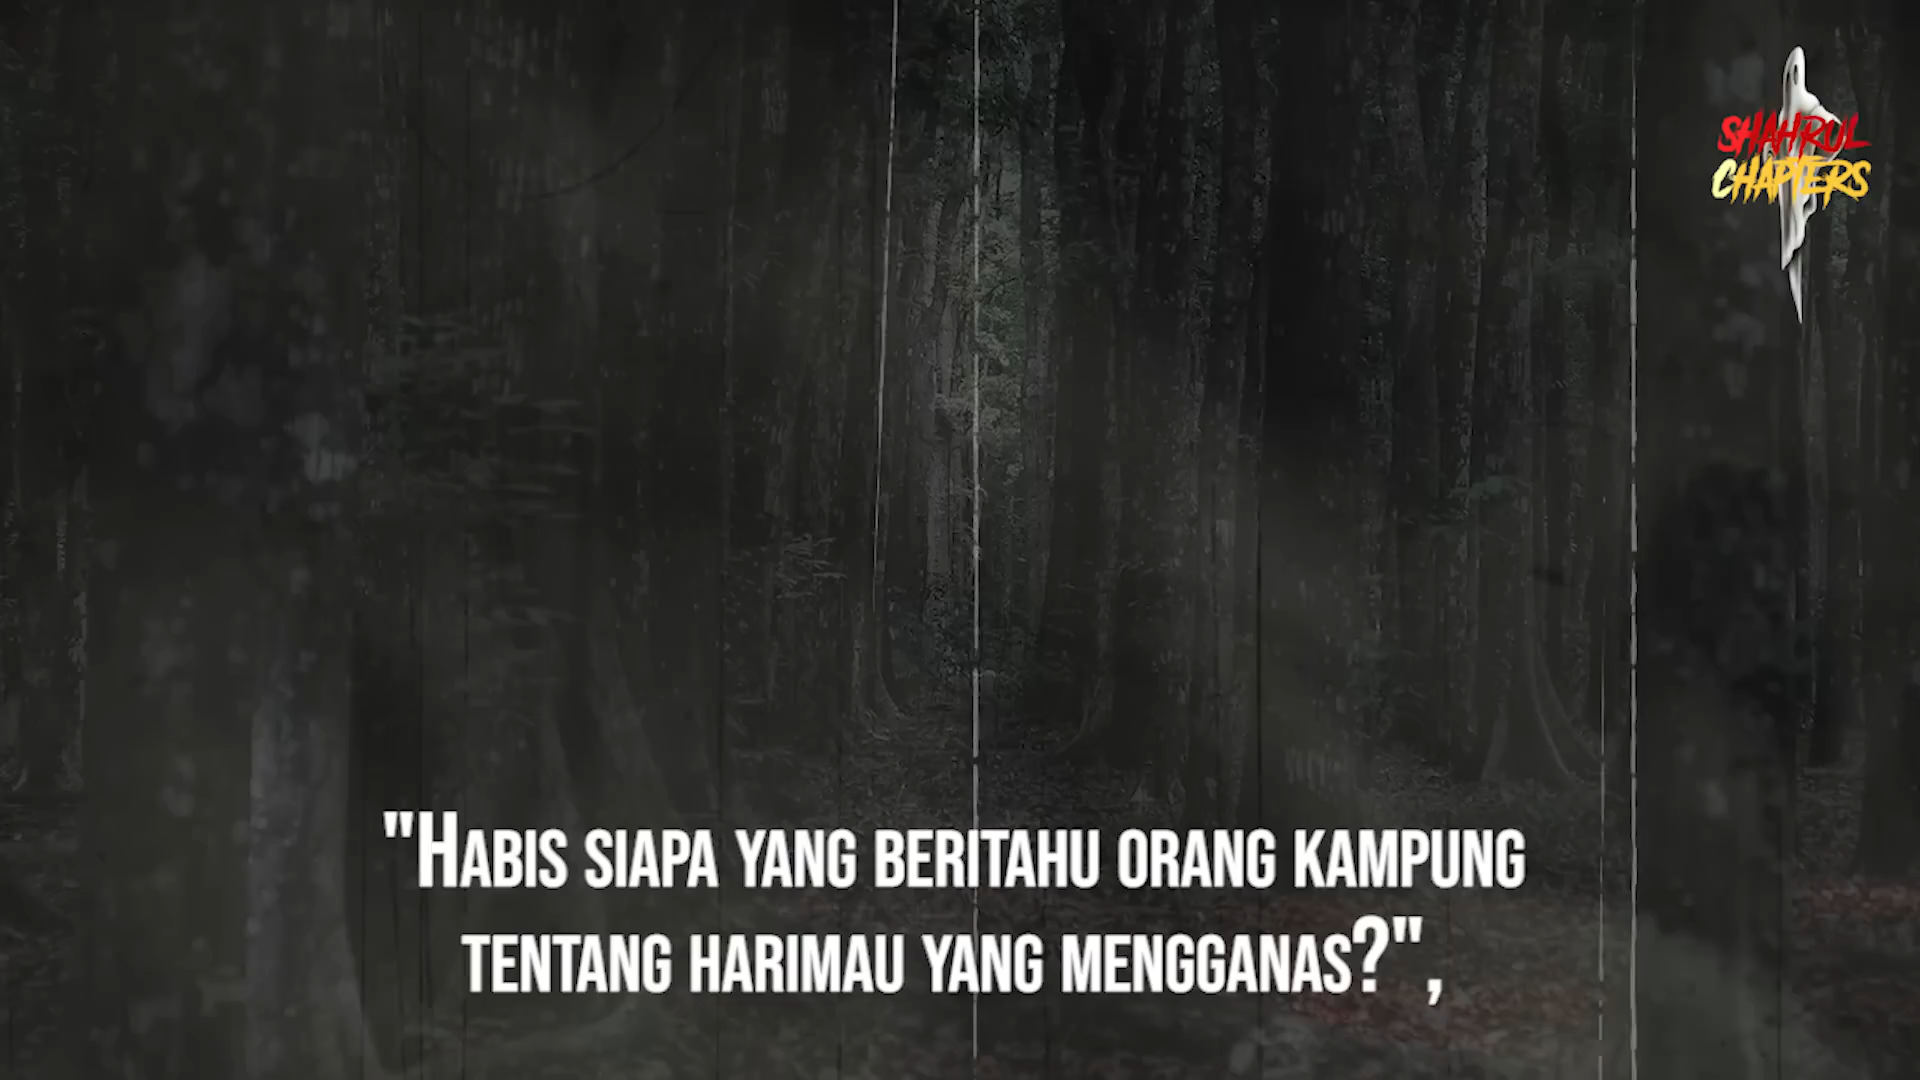 SHAHRUL
CHAPTERS
"HABIS SIAPA YANG BERITAHU ORANG KAMPUNG
TENTANG HARIMAU YANG MENGGANAS?",